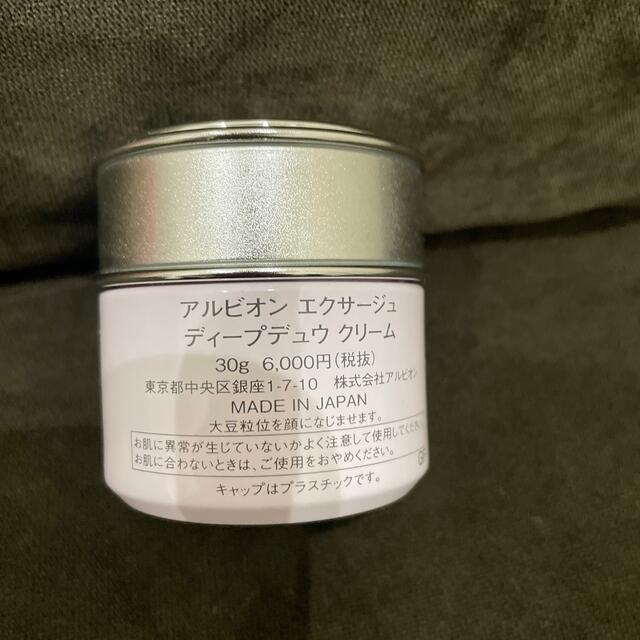 アルビオン エクサージュ
ディープデュウ クリーム
30g 6,000円(税抜)
東京都中央区銀座1-7-10 株式会社アルビオン
MADE IN JAPAN
大豆粒位を顔になじませます。
お肌に異常が生じていないかよく注意して使用してください。
お肌に合わないときは、ご使用をおやめください。
キャップはプラスチックです。